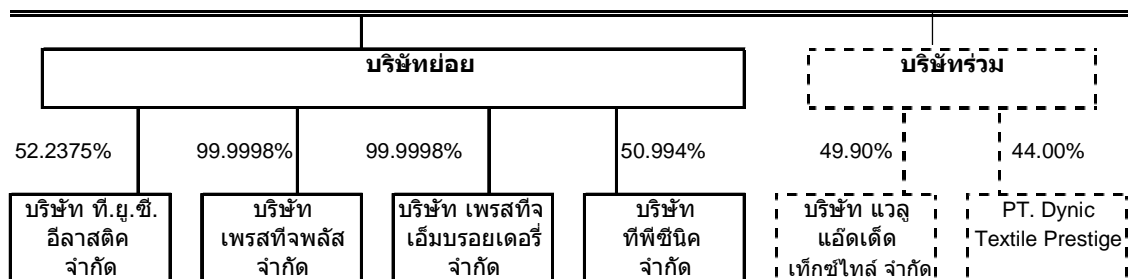 บริษัทย่อย
บริษัทร่วม
52.2375%
99.9998%
99.9998%
50.994%
49.90%
44.00%
บริษัท ที.ยู.ซี.
อีลาสติค
จำกัด
บริษัท
เพรสทีจพลัส
จำกัด
บริษัท เพรสทีจ
เอ็มบรอยเดอรี่
จำกัด
บริษัท
ทีพีซีนิค
จำกัด
บริษัท แวลู
แอ๊ดเด็ด
เท็กซ์ไทล์ จำกัด
PT. Dynic
Textile Prestige